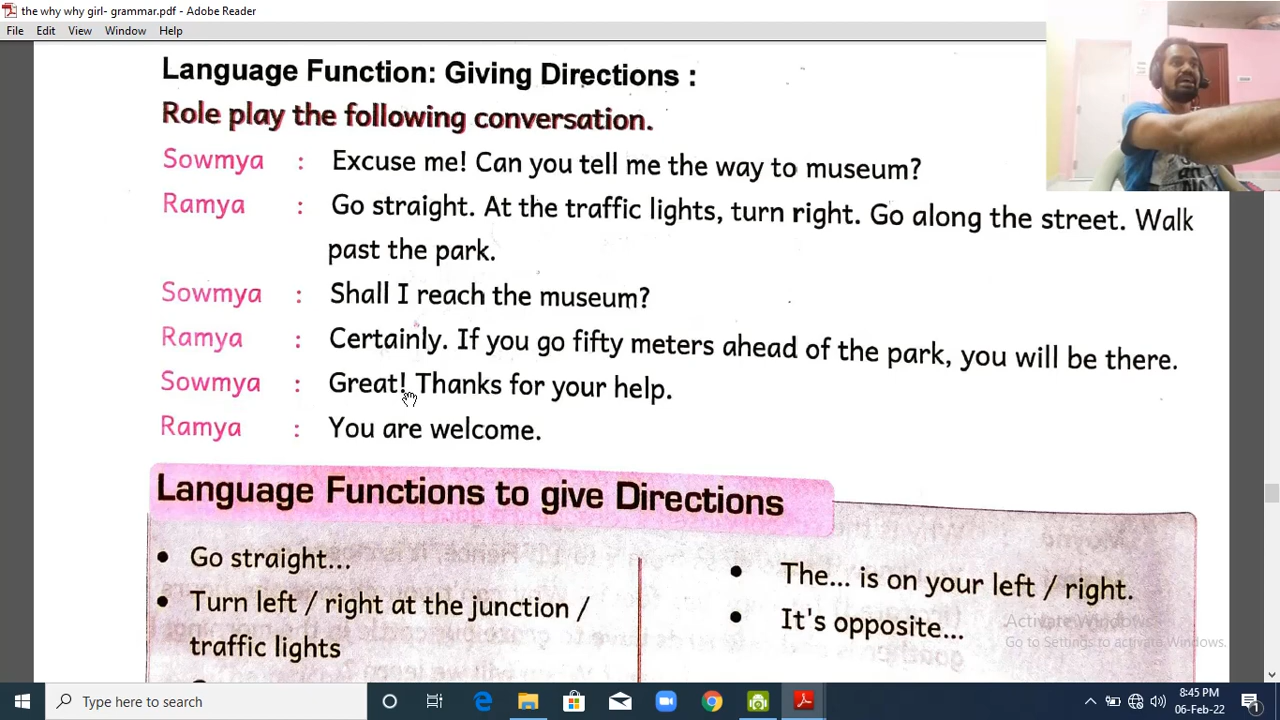 the why why girl- grammar.pdf - Adobe Reader
File Edit View Window Help
Language Function: Giving Directions :
Role play the following conversation.
Sowmya : Excuse me! Can you tell me the way to museum?
Ramya : Go straight. At the traffic lights, turn right. Go along the street. Walk
past the park.
Sowmya : Shall I reach the museum?
Ramya : Certainly. If you go fifty meters ahead of the park, you will be there.
Sowmya : Great! Thanks for your help.
Ramya : You are welcome.
Language Functions to give Directions
• Go straight...
• Turn left / right at the junction /
traffic lights
• The... is on your left / right.
• It's opposite...
Activate Windows
Go to Settings to activate Windows.
Type here to search
8:45 PM
06-Feb-22
1